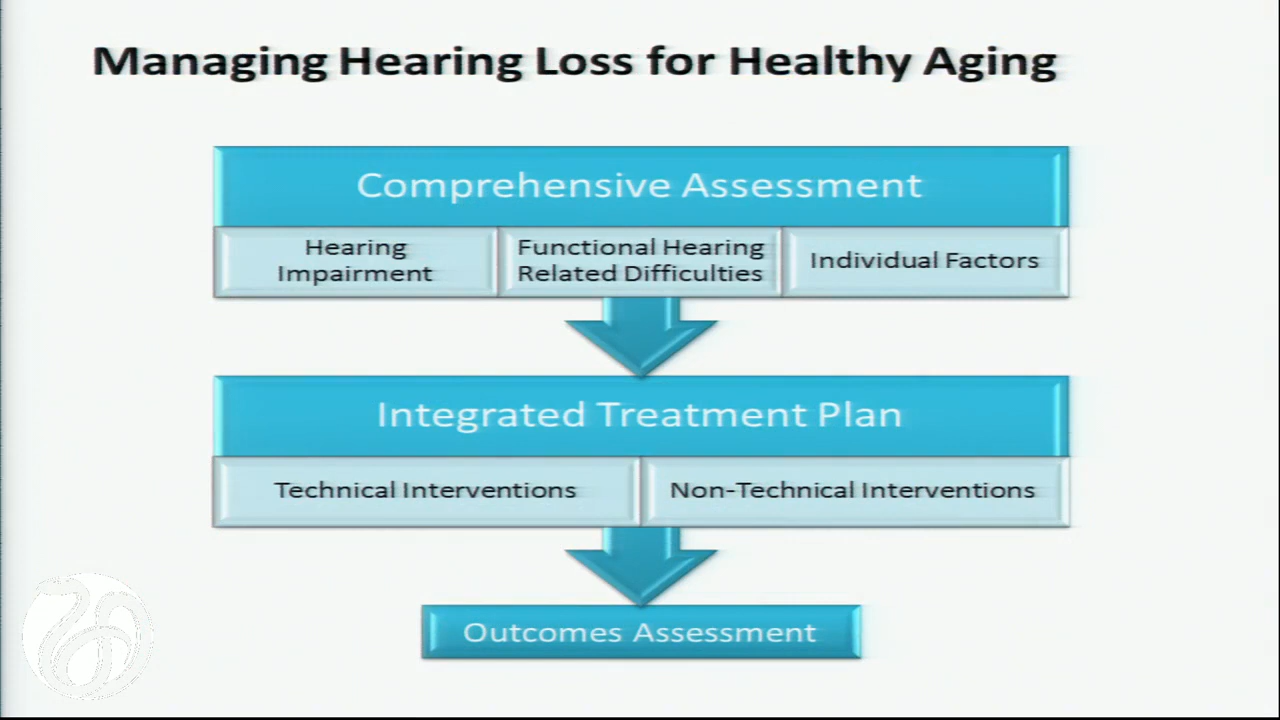 Managing Hearing Loss for Healthy Aging
Comprehensive Assessment
Hearing
Impairment
Functional Hearing
Related Difficulties
Individual Factors
Integrated Treatment Plan
Technical Interventions
Non-Technical Interventions
Outcomes Assessment